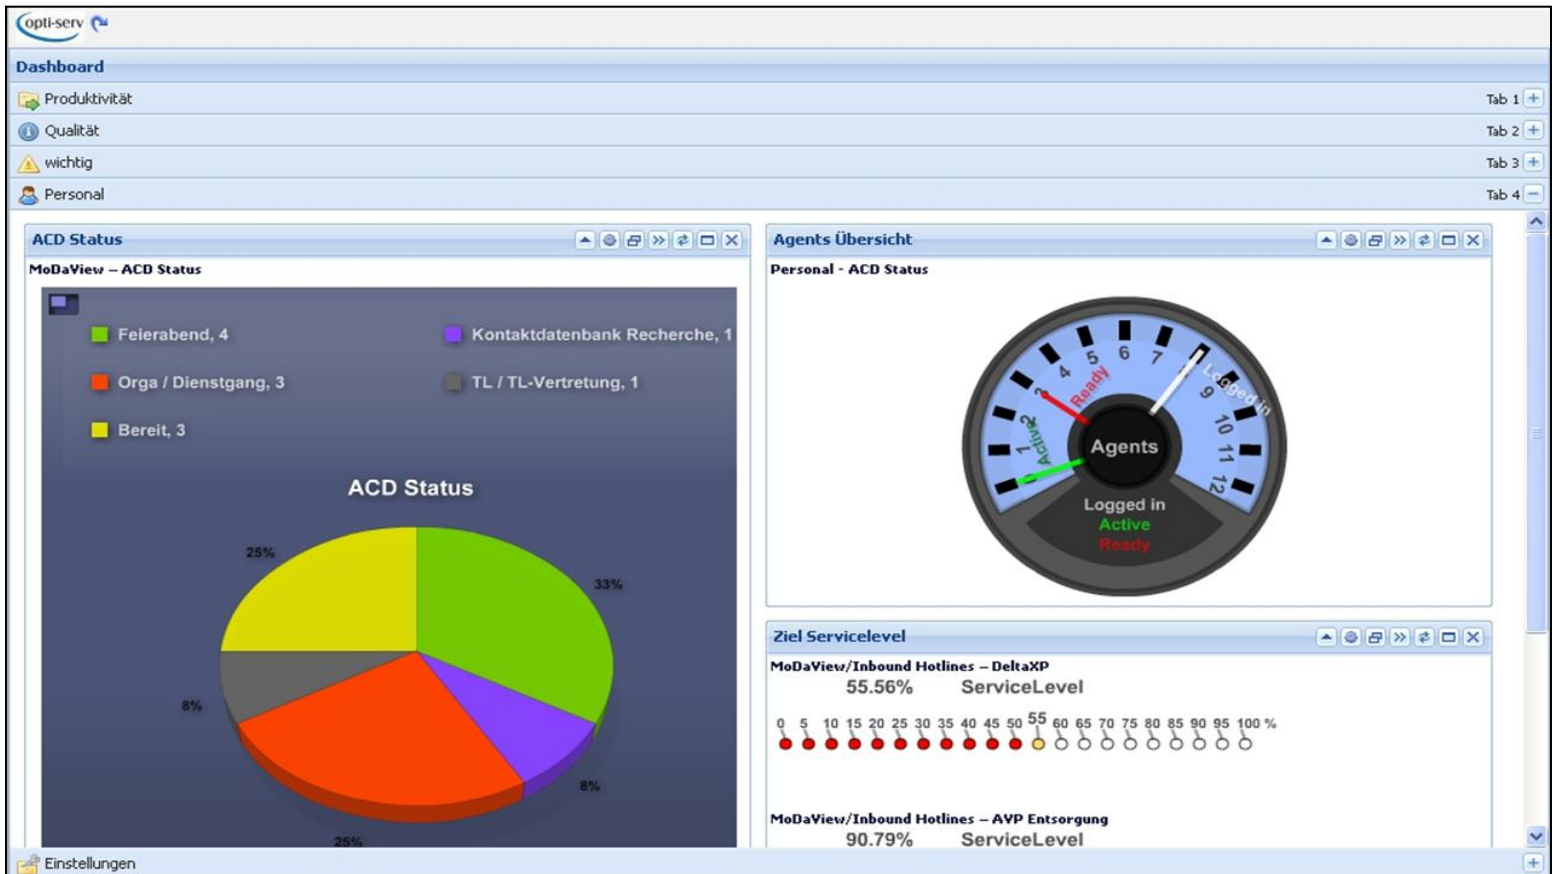 opti-serv
Dashboard
Produktivität Tab 1
Qualität Tab 2
wichtig Tab 3
Personal Tab 4
ACD Status
MoDaView – ACD Status
Feierabend, 4
Kontaktdatenbank Recherche, 1
Orga / Dienstgang, 3
TL / TL-Vertretung, 1
Bereit, 3
ACD Status
25%
33%
8%
8%
25%
Agents Übersicht
Personal - ACD Status
0 1 2 3 4 5 6 7 8 9 10 11 12
Active
Ready
Logged in
Agents
Logged in
Active
Ready
Ziel Servicelevel
MoDaView/Inbound Hotlines – DeltaXP
55.56% ServiceLevel
0 5 10 15 20 25 30 35 40 45 50 55 60 65 70 75 80 85 90 95 100 %
MoDaView/Inbound Hotlines – AVP Entsorgung
90.79% ServiceLevel
Einstellungen